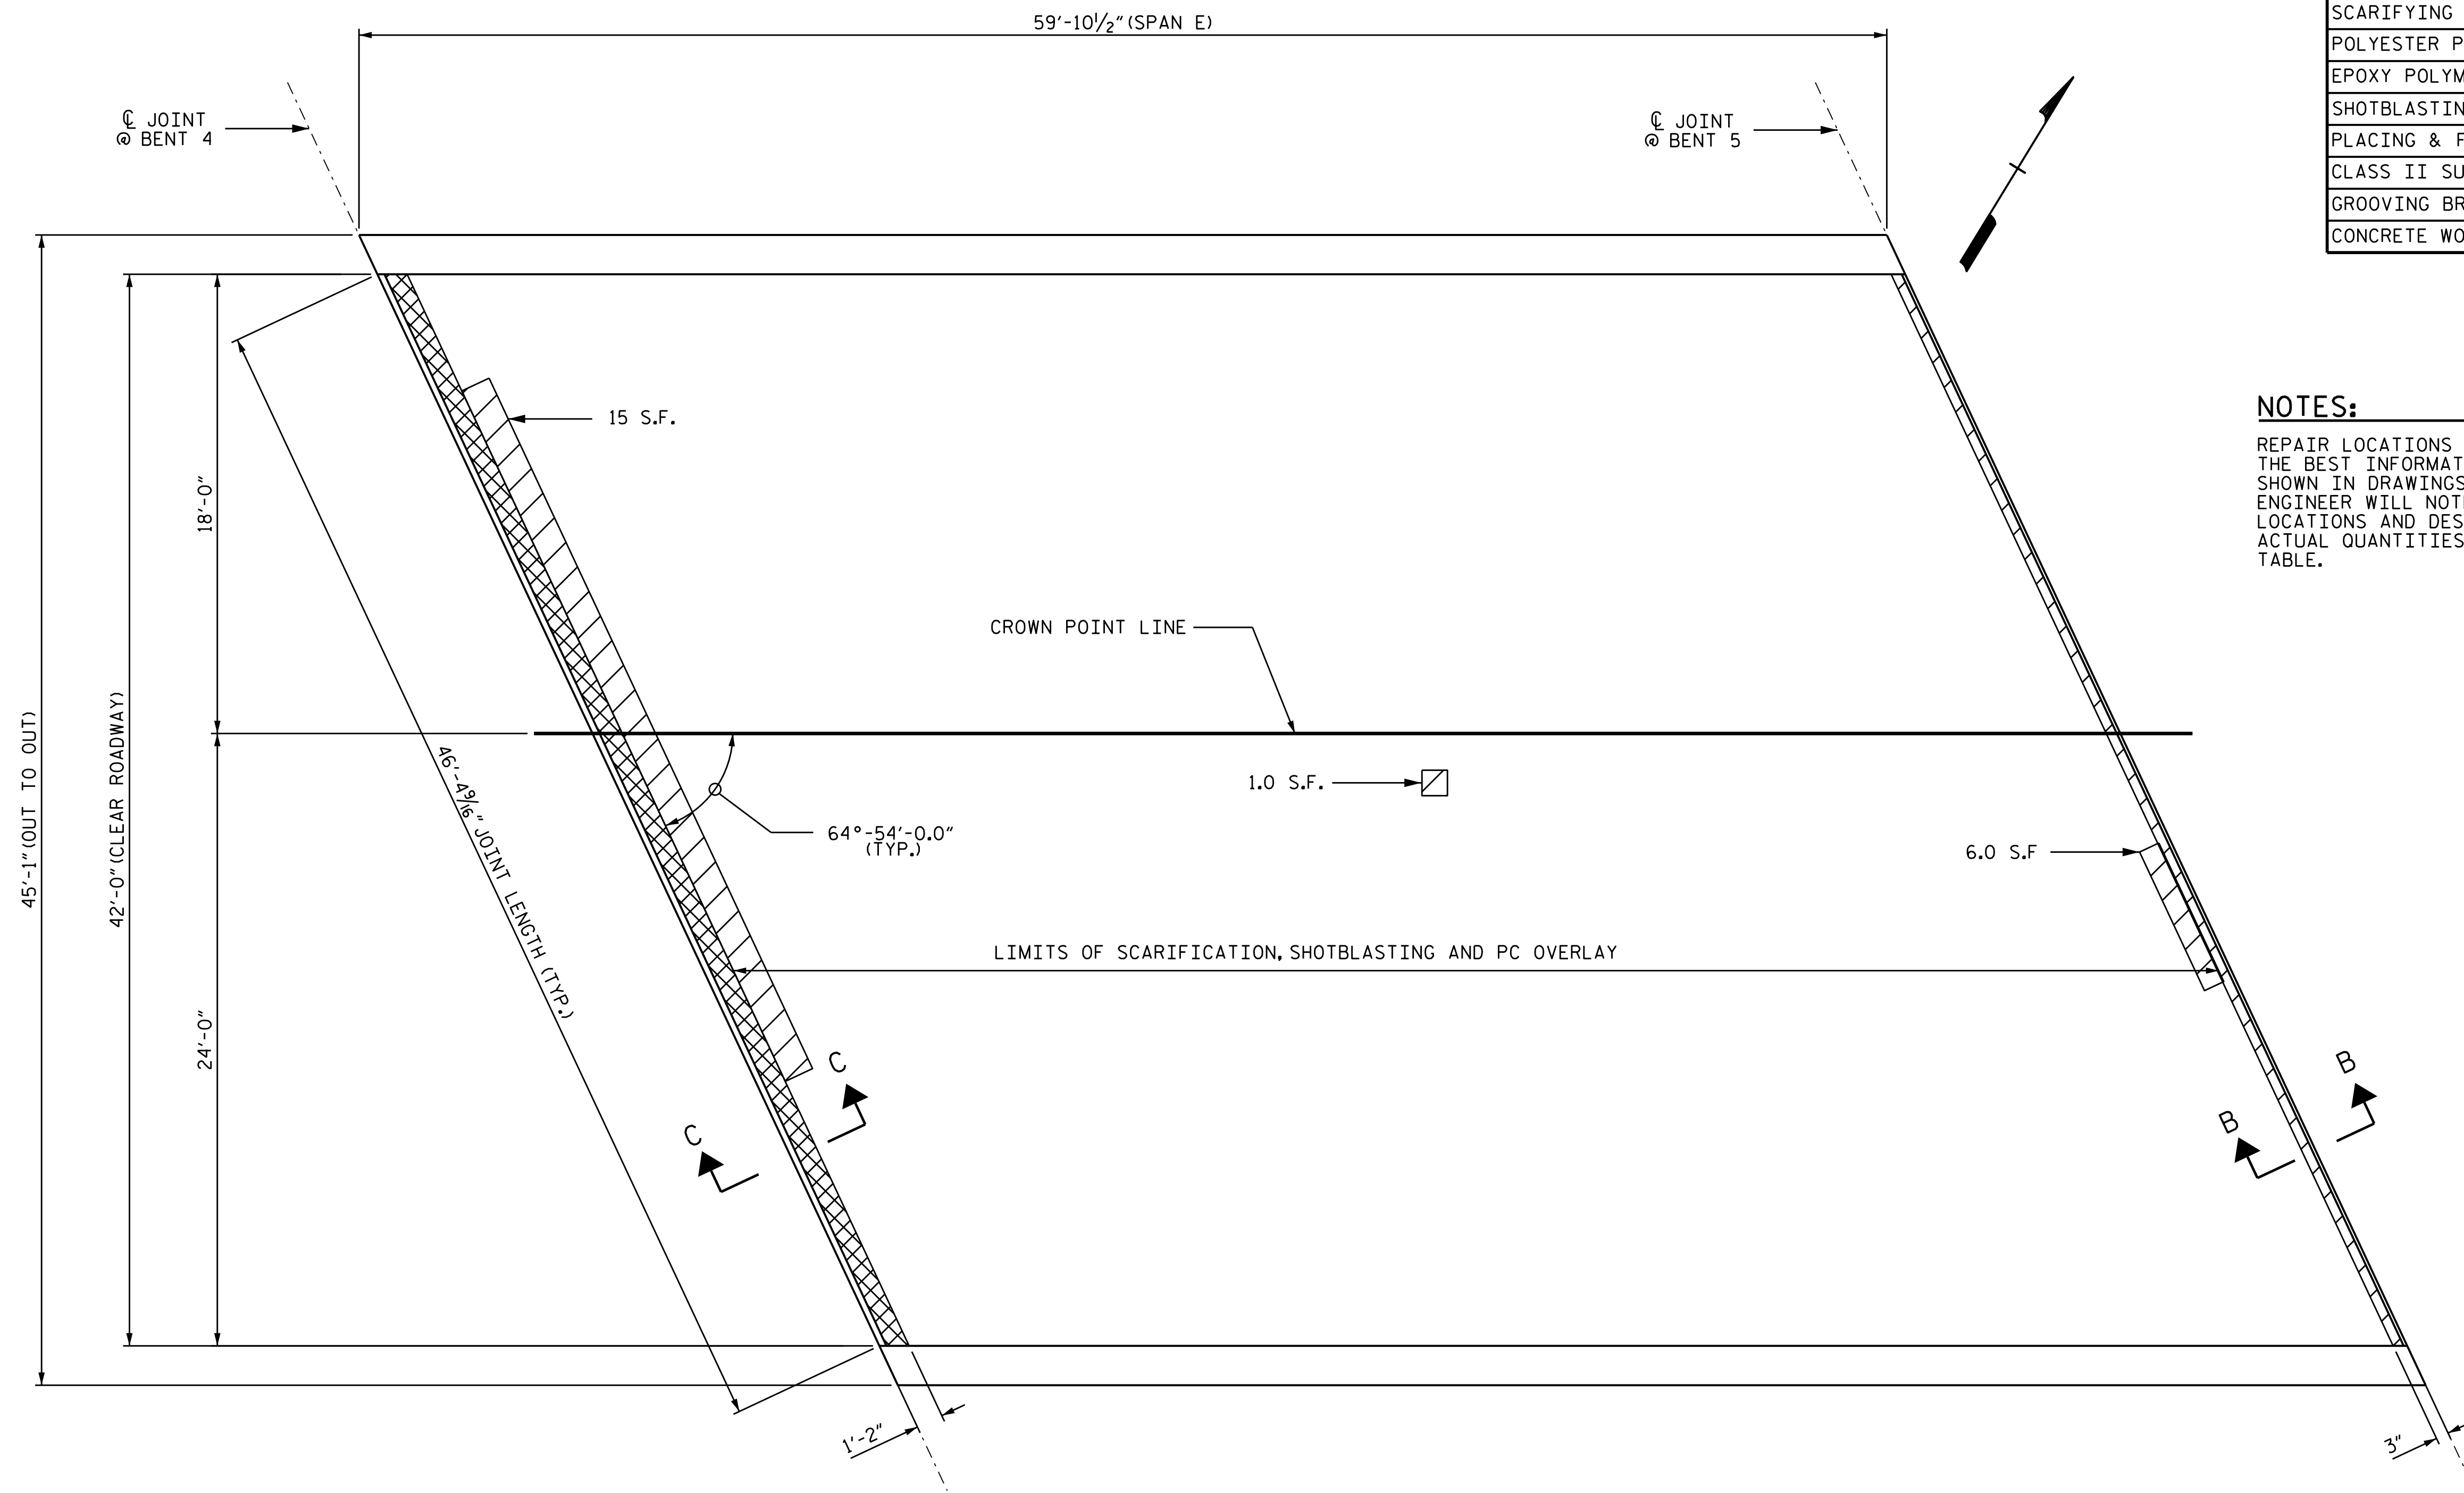 59'-10½" (SPAN E)
℄ JOINT
@ BENT 4
℄ JOINT
@ BENT 5
SCARIFYING
POLYESTER P
EPOXY POLYM
SHOTBLASTIN
PLACING & F
CLASS II SU
GROOVING BR
CONCRETE WO
NOTES:
REPAIR LOCATIONS
THE BEST INFORMAT
SHOWN IN DRAWINGS
ENGINEER WILL NOT
LOCATIONS AND DES
ACTUAL QUANTITIES
TABLE.
15 S.F.
18'-0"
CROWN POINT LINE
45'-1" (OUT TO OUT)
42'-0" (CLEAR ROADWAY)
46'-4 9/16" JOINT LENGTH (TYP.)
1.0 S.F.
64°-54'-0.0"
(TYP.)
6.0 S.F
LIMITS OF SCARIFICATION, SHOTBLASTING AND PC OVERLAY
24'-0"
C
C
B
B
1'-2"
3"